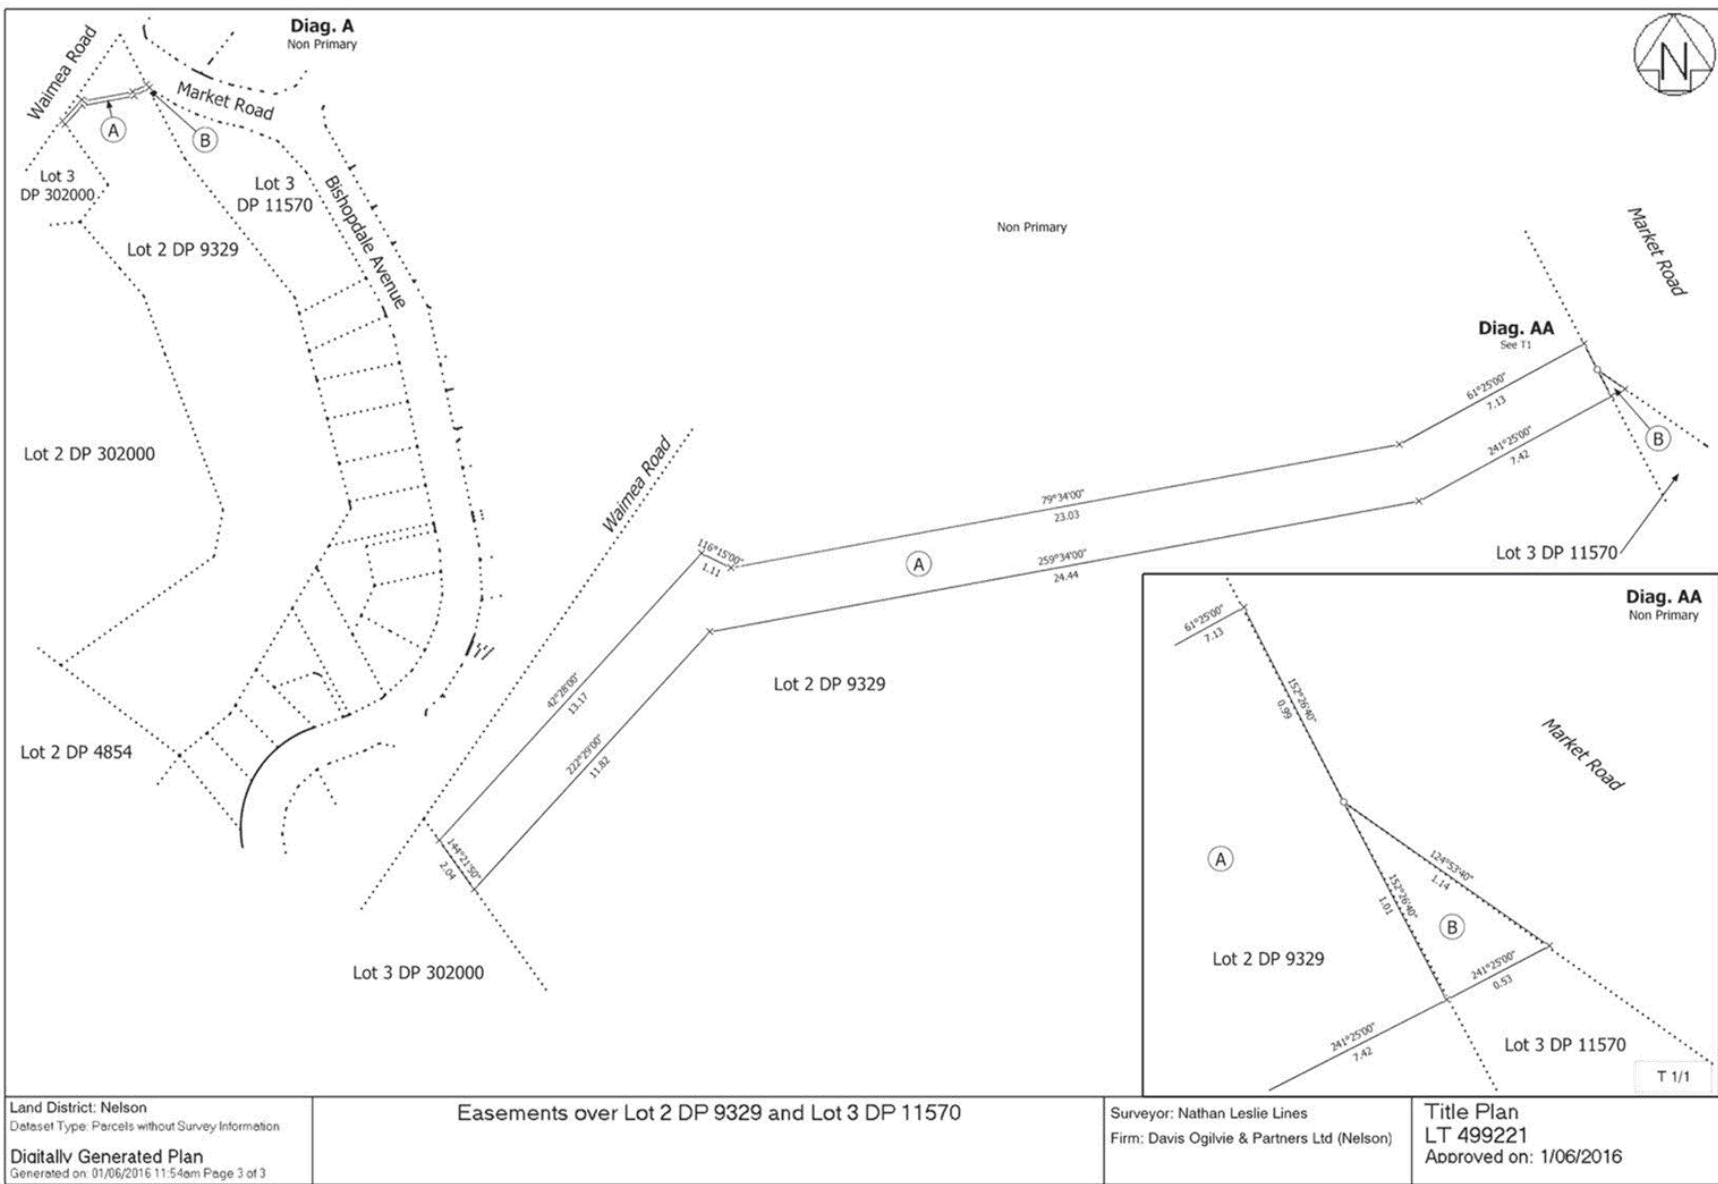 Diag. A
Non Primary
Waimea Road
Market Road
A
B
Lot 3
DP 302000
Lot 3
DP 11570
Bishopdale Avenue
Lot 2 DP 9329
Lot 2 DP 302000
Lot 2 DP 4854
N
Non Primary
Market Road
Diag. AA
See T1
61°25'00"
7.13
241°25'00"
7.42
B
Waimea Road
79°34'00"
23.03
116°15'00"
1.11
A
259°34'00"
24.44
Lot 3 DP 11570
42°28'00"
13.17
222°29'00"
11.82
Lot 2 DP 9329
144°21'50"
2.04
Lot 3 DP 302000
Diag. AA
Non Primary
61°25'00"
7.13
152°26'40"
0.99
Market Road
A
124°53'40"
1.14
152°26'40"
1.01
B
Lot 2 DP 9329
241°25'00"
0.53
241°25'00"
7.42
Lot 3 DP 11570
T 1/1
Land District: Nelson
Dataset Type: Parcels without Survey Information
Digitally Generated Plan
Generated on: 01/06/2016 11:54am Page 3 of 3
Easements over Lot 2 DP 9329 and Lot 3 DP 11570
Surveyor: Nathan Leslie Lines
Firm: Davis Ogilvie & Partners Ltd (Nelson)
Title Plan
LT 499221
Approved on: 1/06/2016